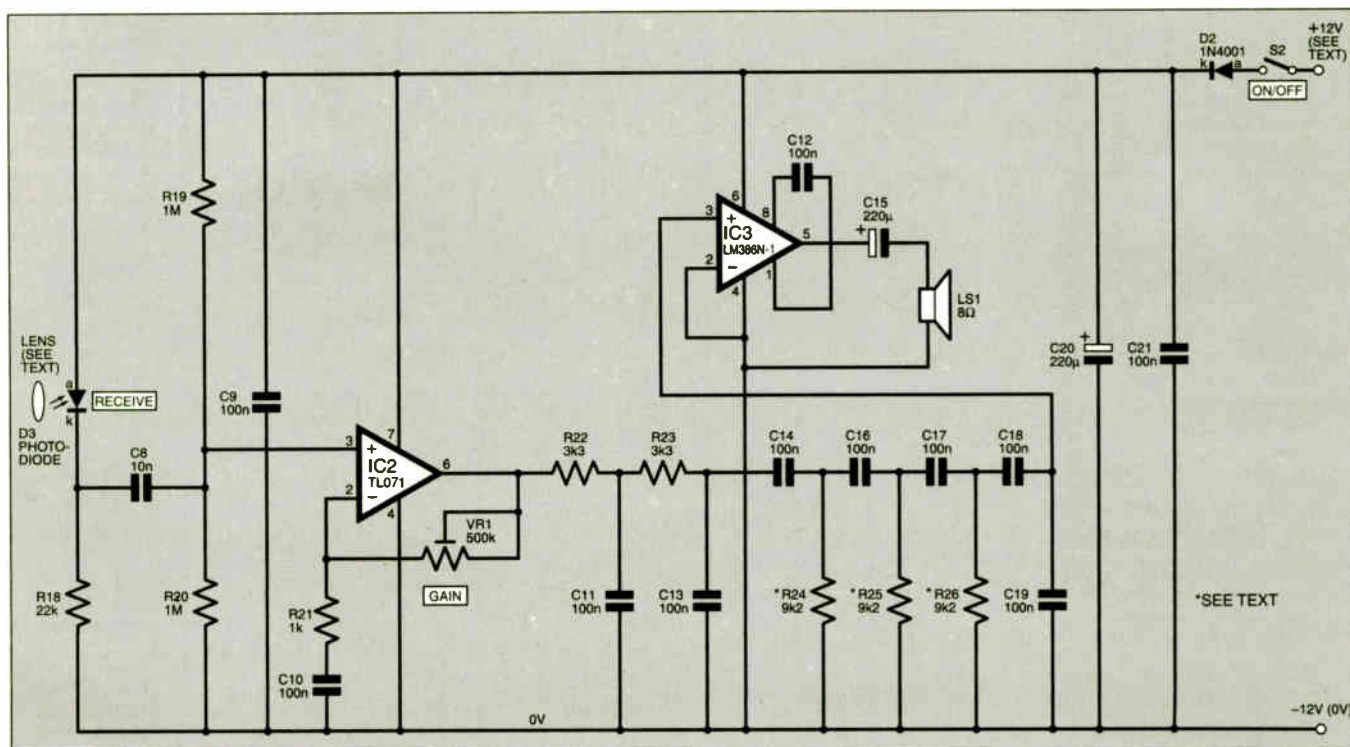 +12V
(SEE
TEXT)
D2
1N4001
k
a
S2
ON/OFF
R19
1M
C12
100n
6
3
+
8
IC3
LM386N-1
5
C15
220µ
+
2
–
1
4
LS1
8Ω
LENS
(SEE
TEXT)
a
RECEIVE
k
D3
PHOTO-
DIODE
C9
100n
C20
220µ
+
C21
100n
C8
10n
7
3
+
IC2
TL071
6
2
–
4
R22
3k3
R23
3k3
C14
100n
C16
100n
C17
100n
C18
100n
VR1
500k
GAIN
R18
22k
R20
1M
R21
1k
C11
100n
C13
100n
*R24
9k2
*R25
9k2
*R26
9k2
C19
100n
*SEE TEXT
C10
100n
0V
–12V (0V)